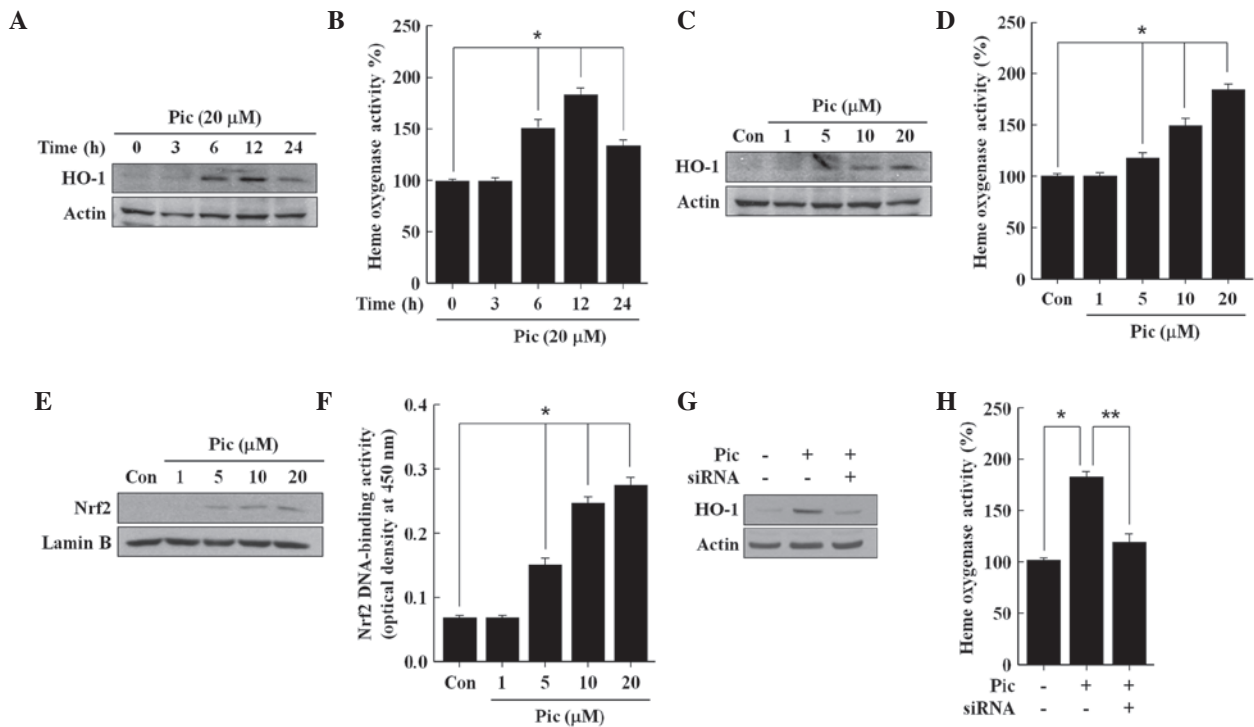 A
Pic (20 µM)
Time (h) 0 3 6 12 24
HO-1
Actin
B
Heme oxygenase activity %)
250
200
150
100
50
0
*
Time (h) 0 3 6 12 24
Pic (20 µM)
C
Pic (µM)
Con 1 5 10 20
HO-1
Actin
D
Heme oxygenase activity (%)
250
200
150
100
50
0
*
Con 1 5 10 20
Pic (µM)
E
Pic (µM)
Con 1 5 10 20
Nrf2
Lamin B
F
Nrf2 DNA-binding activity
(optical density at 450 nm)
0.4
0.3
0.2
0.1
0.0
*
Con 1 5 10 20
Pic (µM)
G
Pic - + +
siRNA - - +
HO-1
Actin
H
Heme oxygenase activity (%)
250
200
150
100
50
0
* **
Pic - + +
siRNA - - +